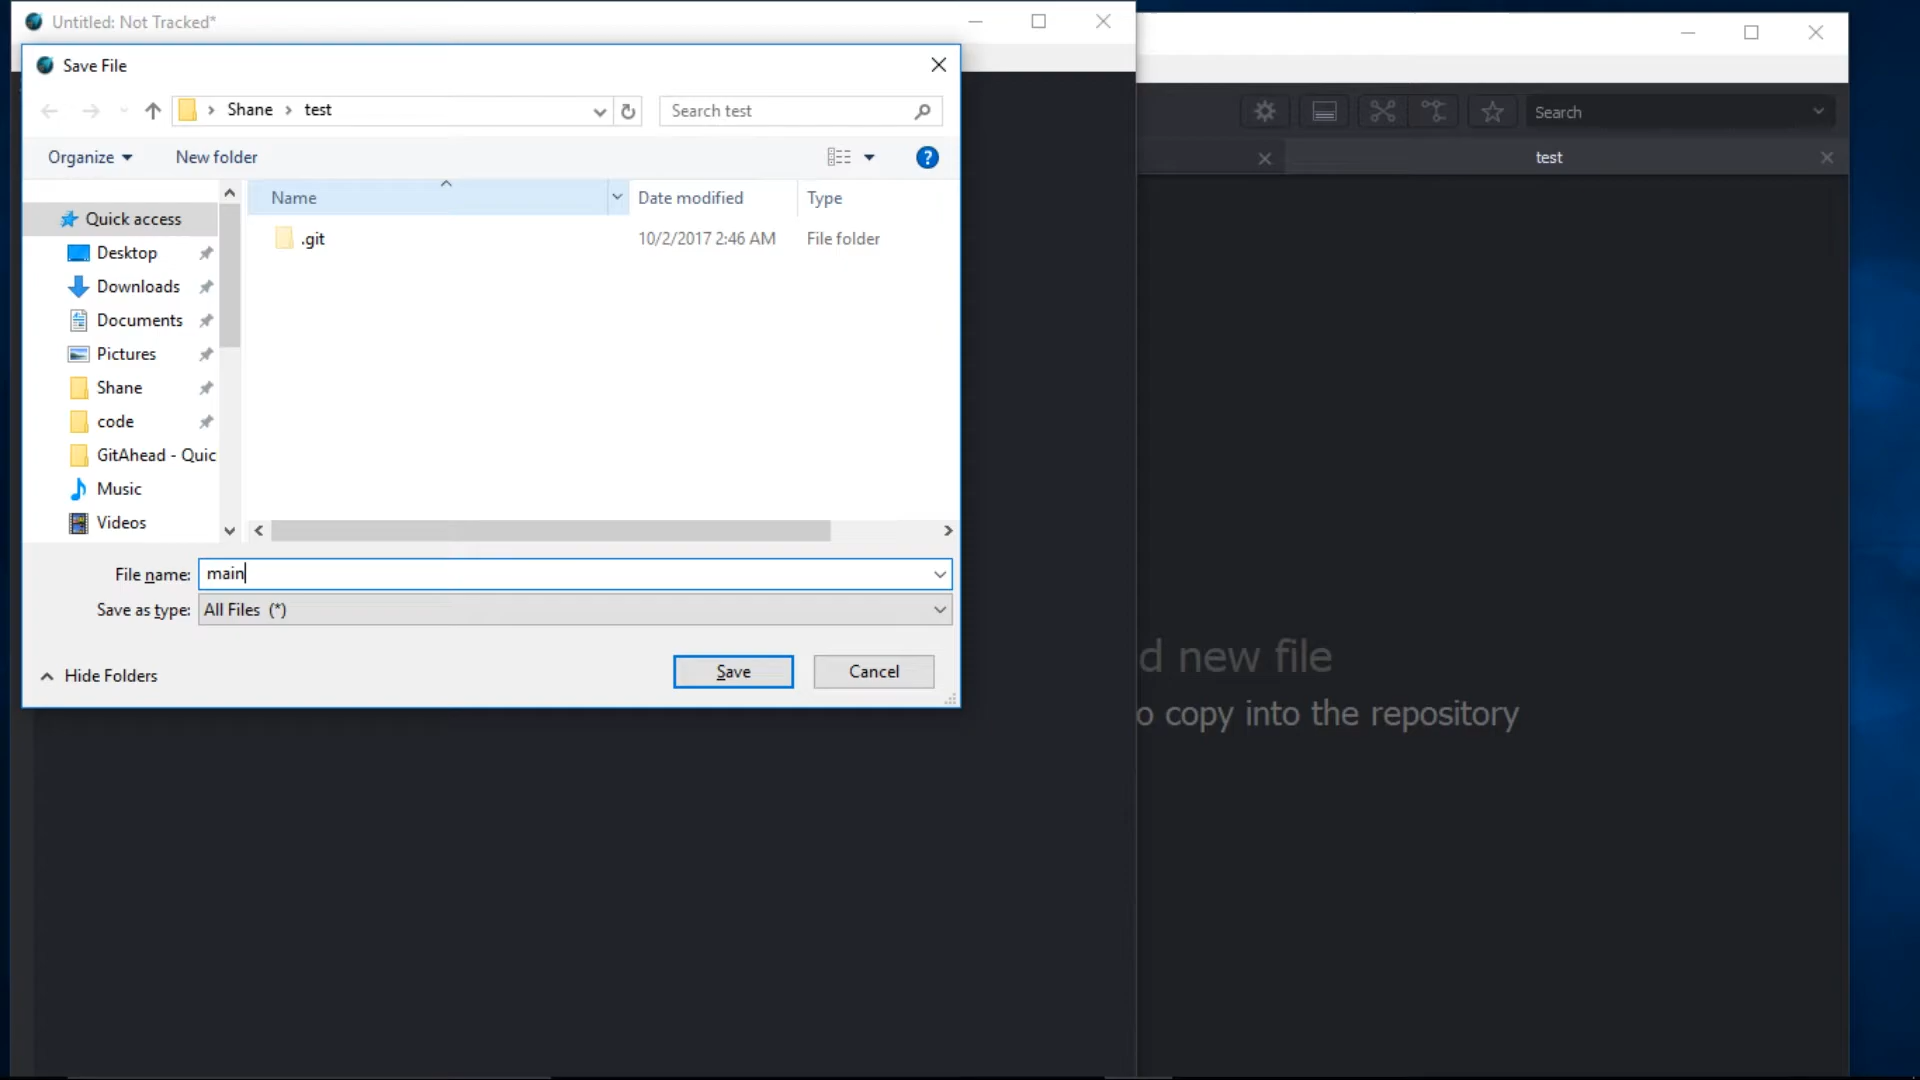 Untitled: Not Tracked*
Save File
Shane test
Search test
Search
Organize
New folder
test
Name
Date modified
Type
Quick access
.git
10/2/2017 2:46 AM
File folder
Desktop
Downloads
Documents
Pictures
Shane
code
GitAhead - Quic
Music
Videos
File name: main
Save as type: All Files (*)
Hide Folders
Save
Cancel
d new file
o copy into the repository